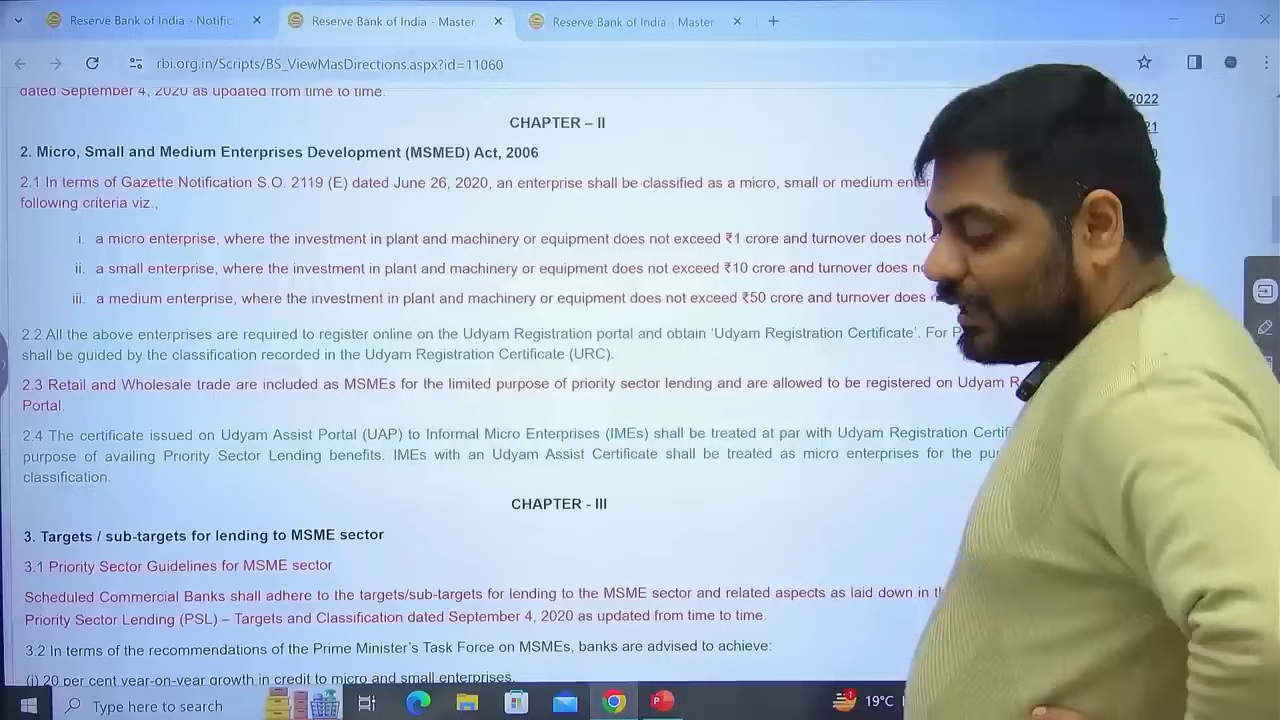 Reserve Bank of India - Notific
Reserve Bank of India - Master
Reserve Bank of India - Master
rbi.org.in/Scripts/BS_ViewMasDirections.aspx?id=11060
dated September 4, 2020 as updated from time to time.
2022
21
CHAPTER – II
2. Micro, Small and Medium Enterprises Development (MSMED) Act, 2006
2.1 In terms of Gazette Notification S.O. 2119 (E) dated June 26, 2020, an enterprise shall be classified as a micro, small or medium
following criteria viz.,
i. a micro enterprise, where the investment in plant and machinery or equipment does not exceed ₹1 crore and turnover does not
ii. a small enterprise, where the investment in plant and machinery or equipment does not exceed ₹10 crore and turnover does
iii. a medium enterprise, where the investment in plant and machinery or equipment does not exceed ₹50 crore and turnover does
2.2 All the above enterprises are required to register online on the Udyam Registration portal and obtain ‘Udyam Registration Certificate’. For
shall be guided by the classification recorded in the Udyam Registration Certificate (URC).
2.3 Retail and Wholesale trade are included as MSMEs for the limited purpose of priority sector lending and are allowed to be registered on Udyam
Portal.
2.4 The certificate issued on Udyam Assist Portal (UAP) to Informal Micro Enterprises (IMEs) shall be treated at par with Udyam Registration
purpose of availing Priority Sector Lending benefits. IMEs with an Udyam Assist Certificate shall be treated as micro enterprises for the
classification.
CHAPTER - III
3. Targets / sub-targets for lending to MSME sector
3.1 Priority Sector Guidelines for MSME sector
Scheduled Commercial Banks shall adhere to the targets/sub-targets for lending to the MSME sector and related aspects as laid down in
Priority Sector Lending (PSL) – Targets and Classification dated September 4, 2020 as updated from time to time.
3.2 In terms of the recommendations of the Prime Minister's Task Force on MSMEs, banks are advised to achieve:
(i) 20 per cent year-on-year growth in credit to micro and small enterprises,
Type here to search
1
19°C